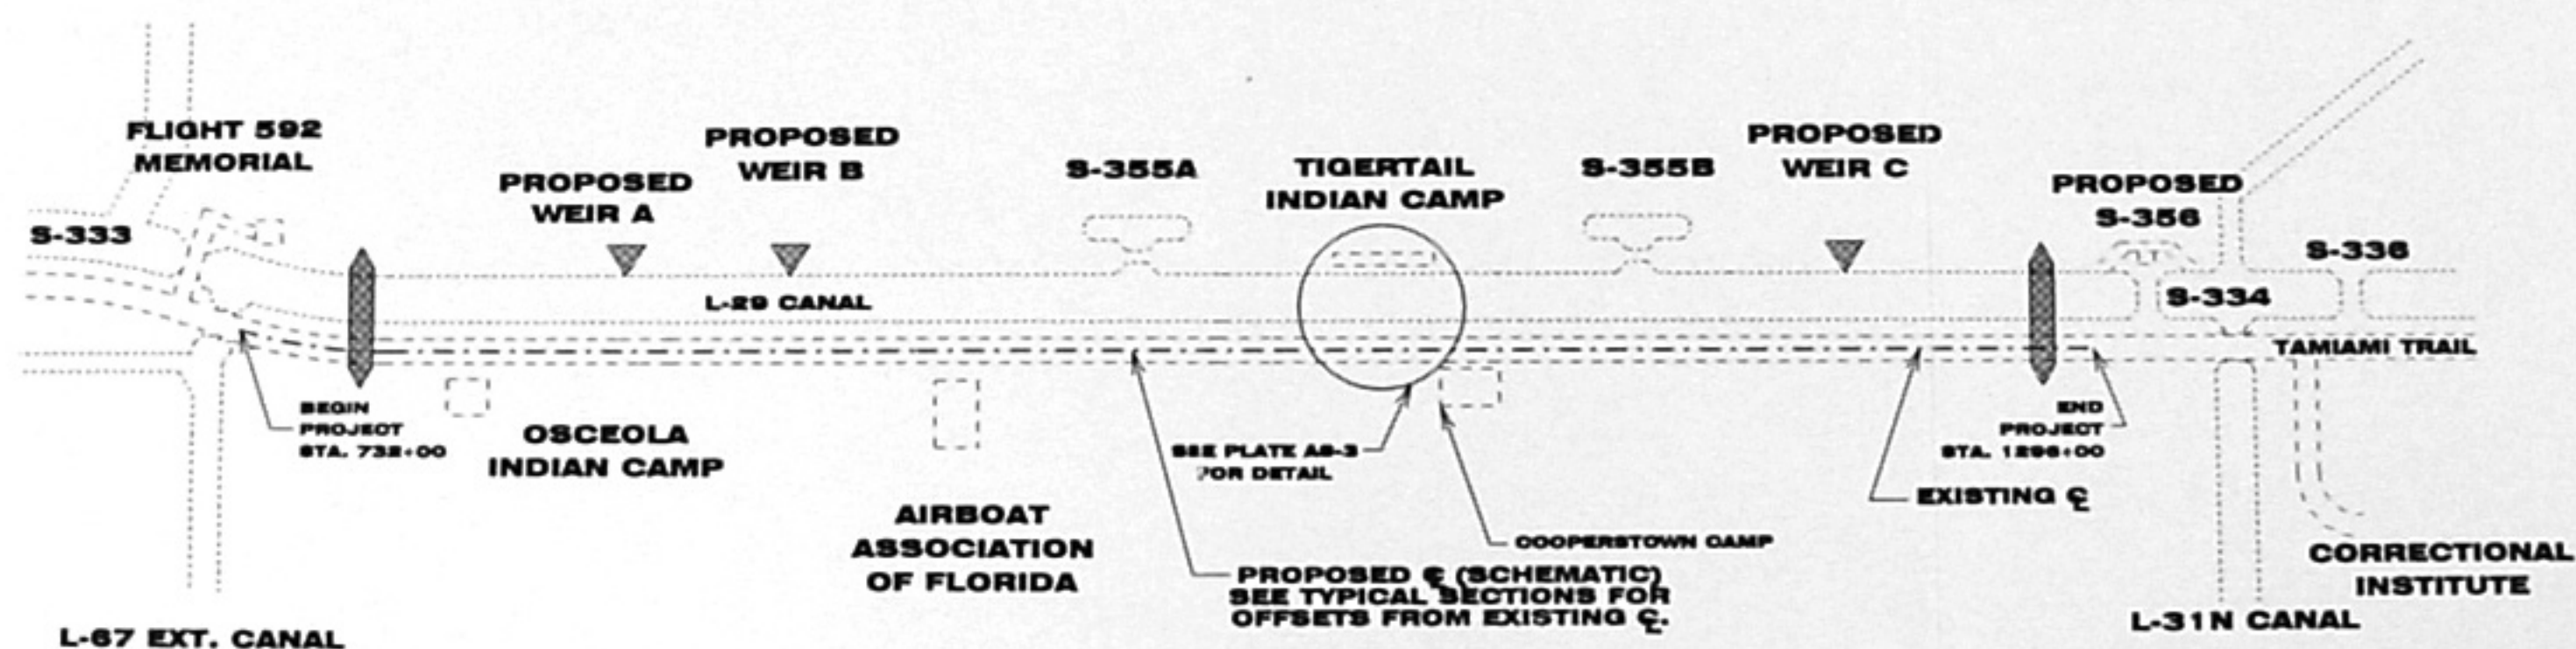 FLIGHT 592
MEMORIAL
S-333
PROPOSED
WEIR A
PROPOSED
WEIR B
S-355A
TIGERTAIL
INDIAN CAMP
S-355B
PROPOSED
WEIR C
PROPOSED
S-356
S-336
L-29 CANAL
S-334
TAMIAMI TRAIL
BEGIN
PROJECT
STA. 732+00
OSCEOLA
INDIAN CAMP
AIRBOAT
ASSOCIATION
OF FLORIDA
SEE PLATE
FOR DETAIL
END
PROJECT
STA. 1296+00
EXISTING ℄
COOPERSTOWN CAMP
PROPOSED ℄ (SCHEMATIC)
SEE TYPICAL SECTIONS FOR
OFFSETS FROM EXISTING ℄.
CORRECTIONAL
INSTITUTE
L-31N CANAL
L-67 EXT. CANAL